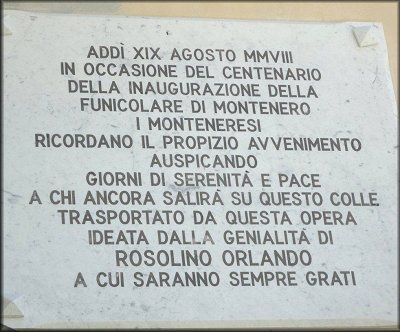 ADDÌ XIX AGOSTO MMVIII
IN OCCASIONE DEL CENTENARIO
DELLA INAUGURAZIONE DELLA
FUNICOLARE DI MONTENERO
I MONTENERESI
RICORDANO IL PROPIZIO AVVENIMENTO
AUSPICANDO
GIORNI DI SERENITÀ E PACE
A CHI ANCORA SALIRÀ SU QUESTO COLLE
TRASPORTATO DA QUESTA OPERA
IDEATA DALLA GENIALITÀ DI
ROSOLINO ORLANDO
A CUI SARANNO SEMPRE GRATI